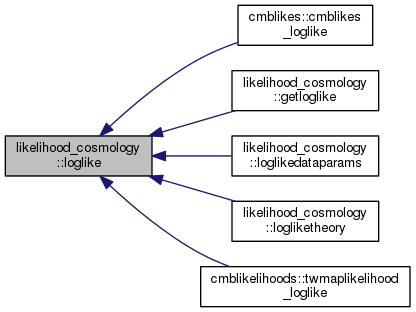 cmblikes::cmblikes
_loglike
likelihood_cosmology
::getloglike
likelihood_cosmology
::loglike
likelihood_cosmology
::loglikedataparams
likelihood_cosmology
::logliketheory
cmblikelihoods::twmaplikelihood
_loglike